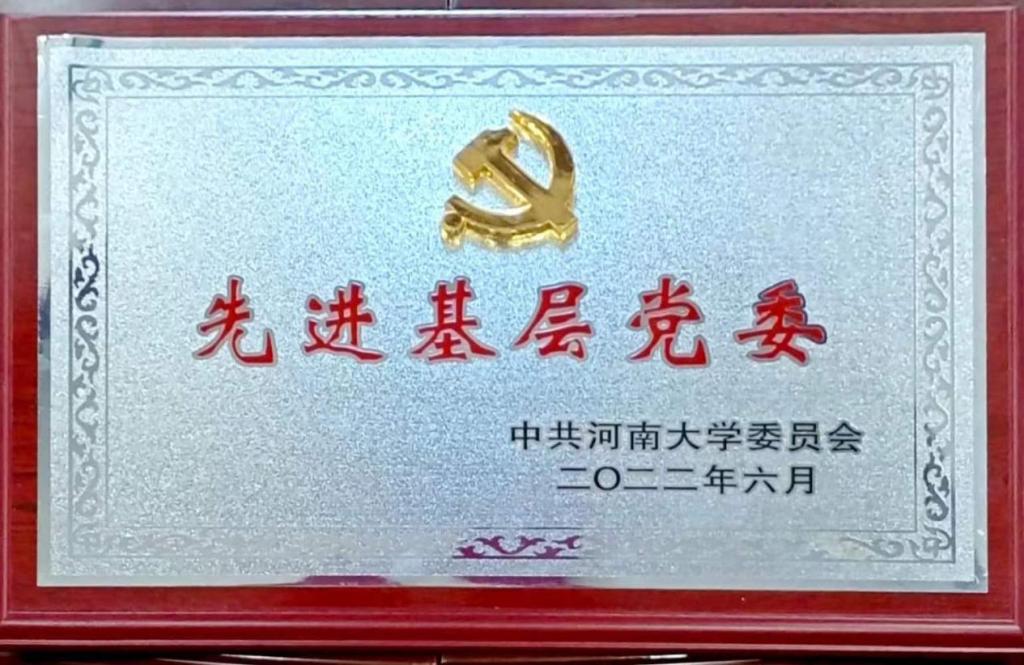 先进基层党委
中共河南大学委员会
二〇二二年六月